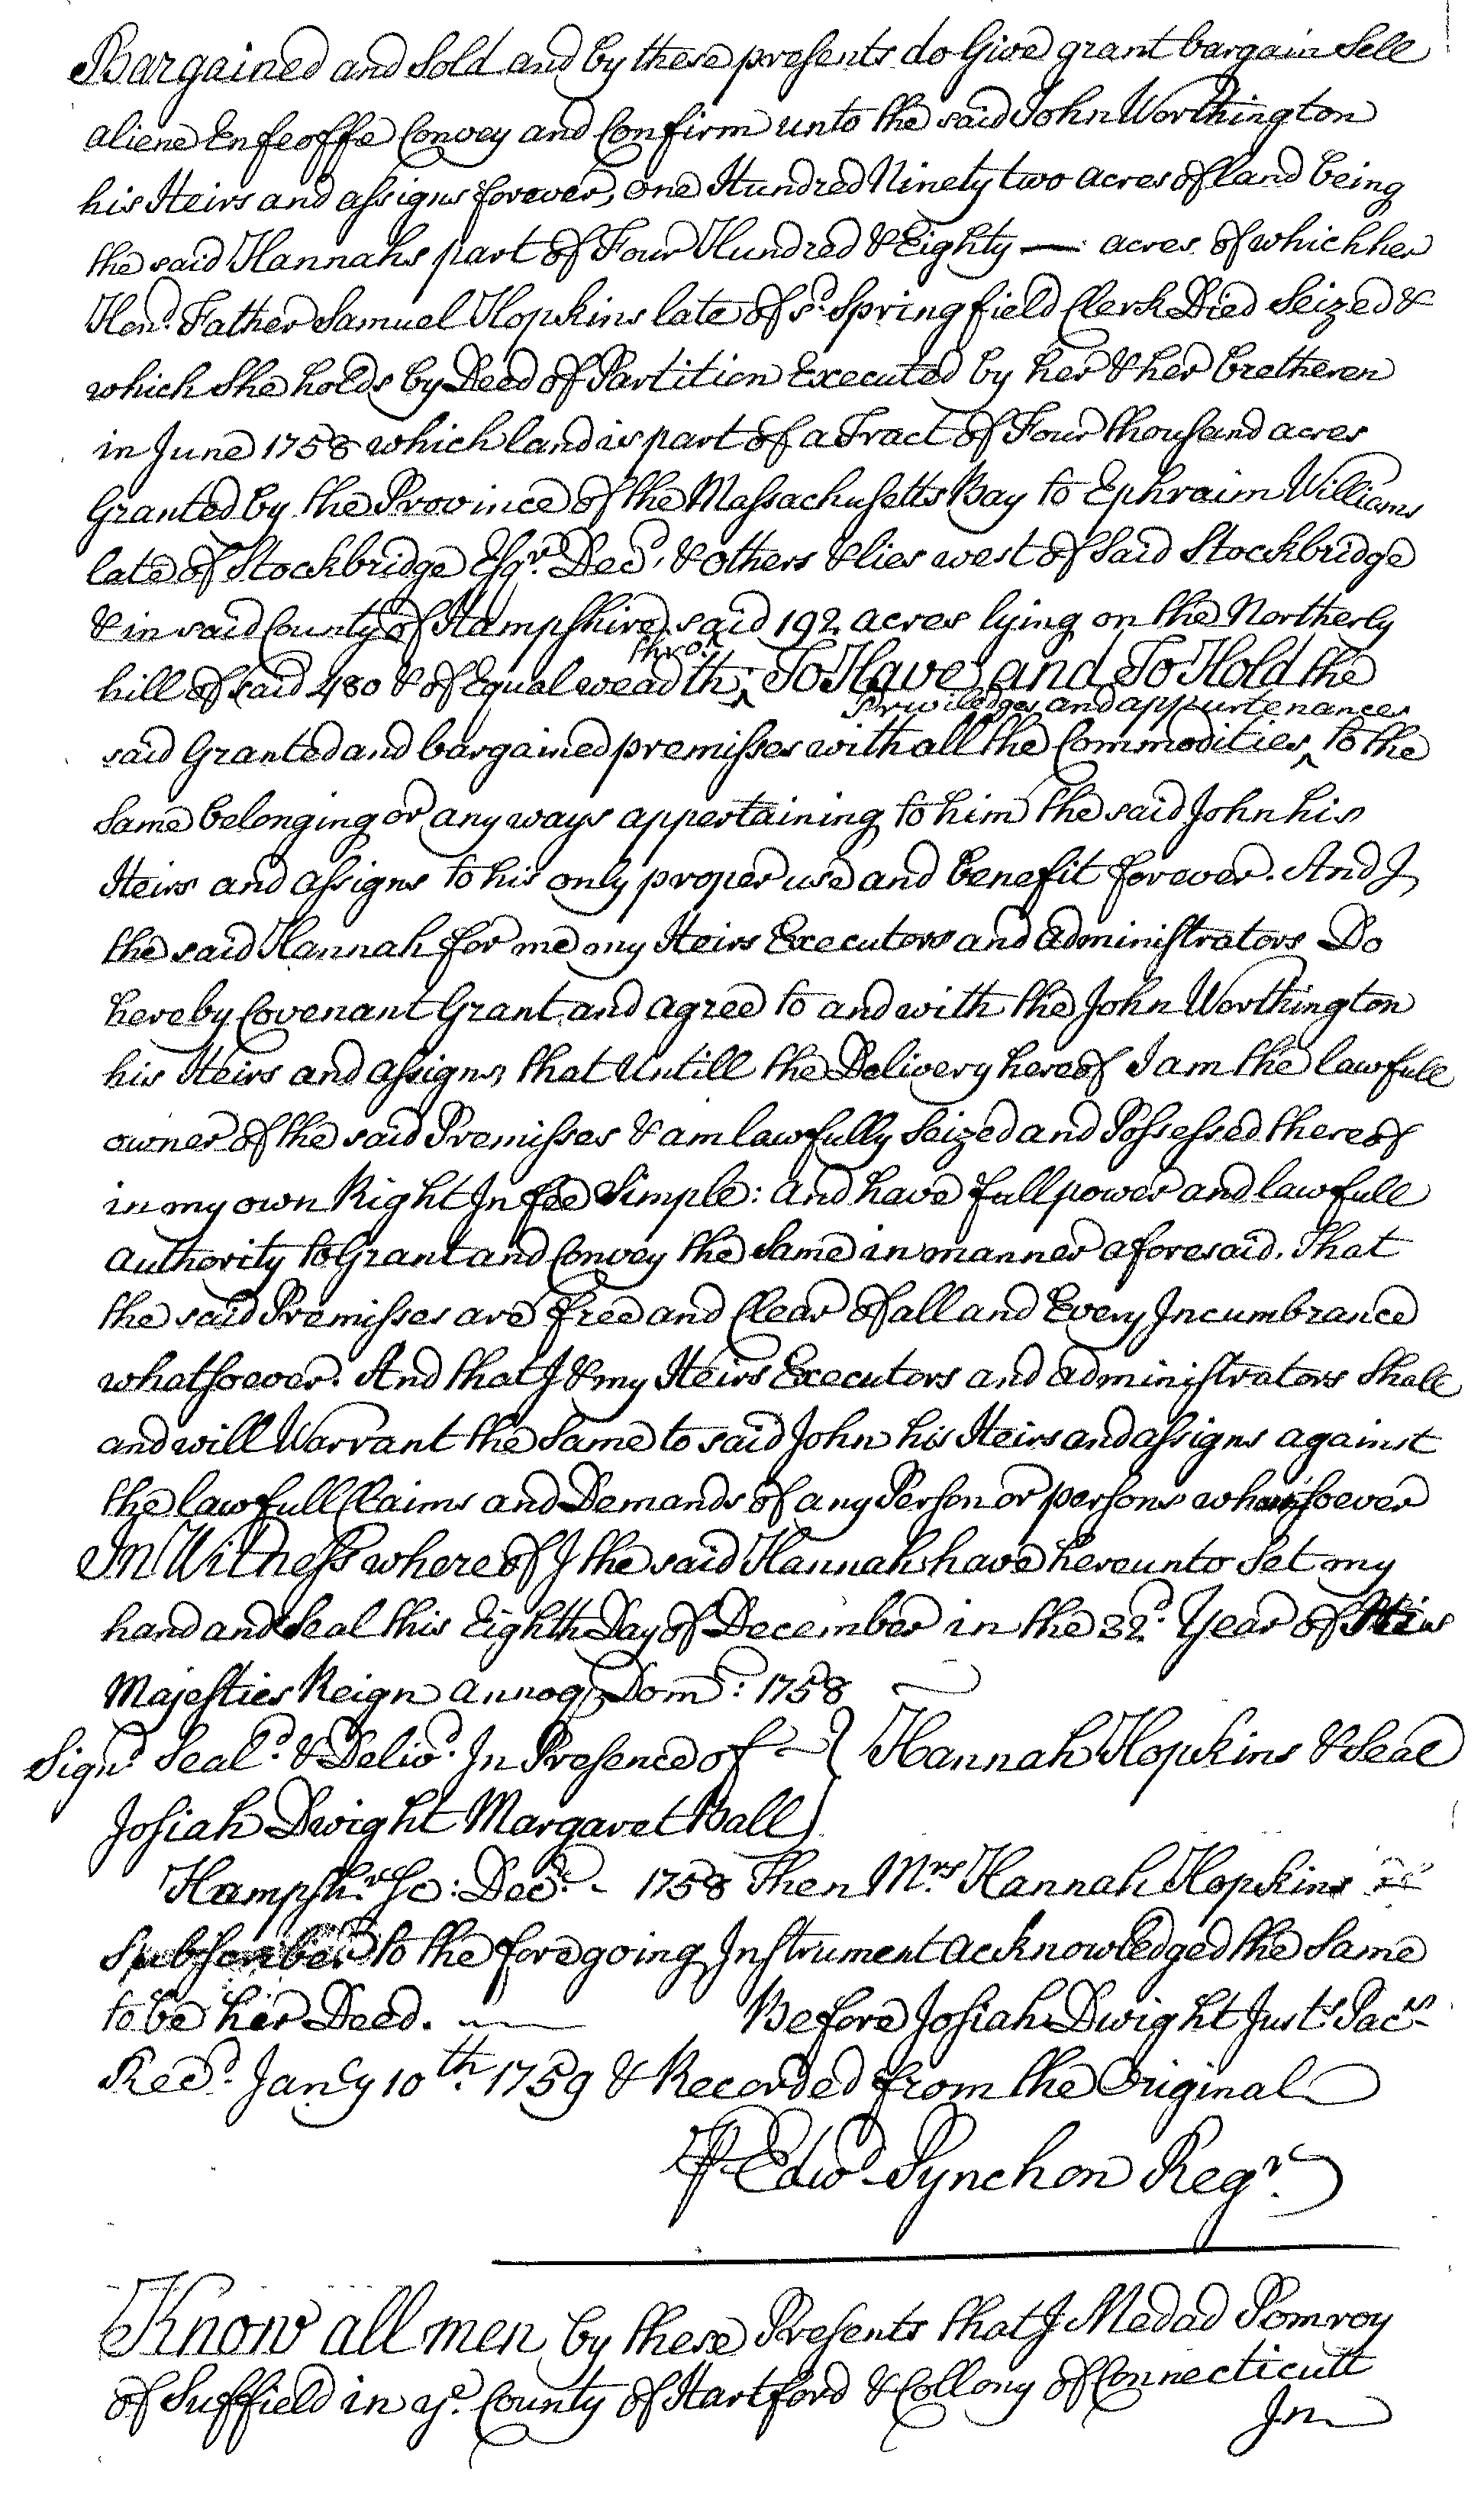 Bargained and Sold and by these presents do Give grant bargain Sell
aliene Enfeoffe Convey and Confirm unto the said John Worthington
his Heirs and assigns forever, one Hundred Ninety two acres of land being
the said Hannahs part of Four Hundred & Eighty — acres of which her
Hond. Father Samuel Hopkins late of sd. Springfield Clerk Died Seized &
which She holds by Deed of Partition Executed by her & her bretheren
in June 1758 which land is part of a Tract of Four thousand acres
Granted by the Province of the Massachusetts Bay to Ephraim Williams
late of Stockbridge Esqr. Decd. & others & lies west of Said Stockbridge
& in said County of Hampshire, said 192 acres lying on the Northerly
hill of said 480 & of Equal weadth ^ thro': To Have and To Hold the
said Granted and bargained premisses with all the Commodities ^ Priviledges and appurtenances to the
Same belonging or any ways appertaining to him the said John his
Heirs and assigns to his only proper use and benefit forever. And I
the said Hannah for me my Heirs Executors and administrators Do
hereby Covenant Grant and agree to and with the John Worthington
his Heirs and assigns that Untill the Delivery hereof I am the lawfull
owner of the said Premisses & am lawfully Seized and Possessed thereof
in my own Right In fee Simple: and have full power and lawfull
authority to Grant and Convey the Same in manner aforesaid. That
the said Premisses are free and Clear of all and Every Incumbrance
whatsoever. And that I & my Heirs Executors and administrators Shall
and will Warrant the Same to said John his Heirs and assigns against
the lawfull Claims and Demands of any Person or persons whomsoever
In Witness whereof I the said Hannah have hereunto Set my
hand and Seal this Eighth Day of December in the 32d. Year of His
Majesties Reign annoq Dom: 1758
Signd. Seald. & Delivd. In Presence of } Hannah Hopkins & Seal
Josiah Dwight Margaret Ball
Hampshr. Sc: Decr. - 1758 Then Mrs. Hannah Hopkins
Subscriber to the foregoing Instrument acknowledged the Same
to be her Deed. — Before Josiah Dwight Justs. Pacs.
Recd. Jany 10th. 1759 & Recorded from the Original
P Edwd Pynchon Regr.
Know all men by these Presents that I Medad Pomroy
of Suffield in ye. County of Hartford & Collony of Connecticutt
In